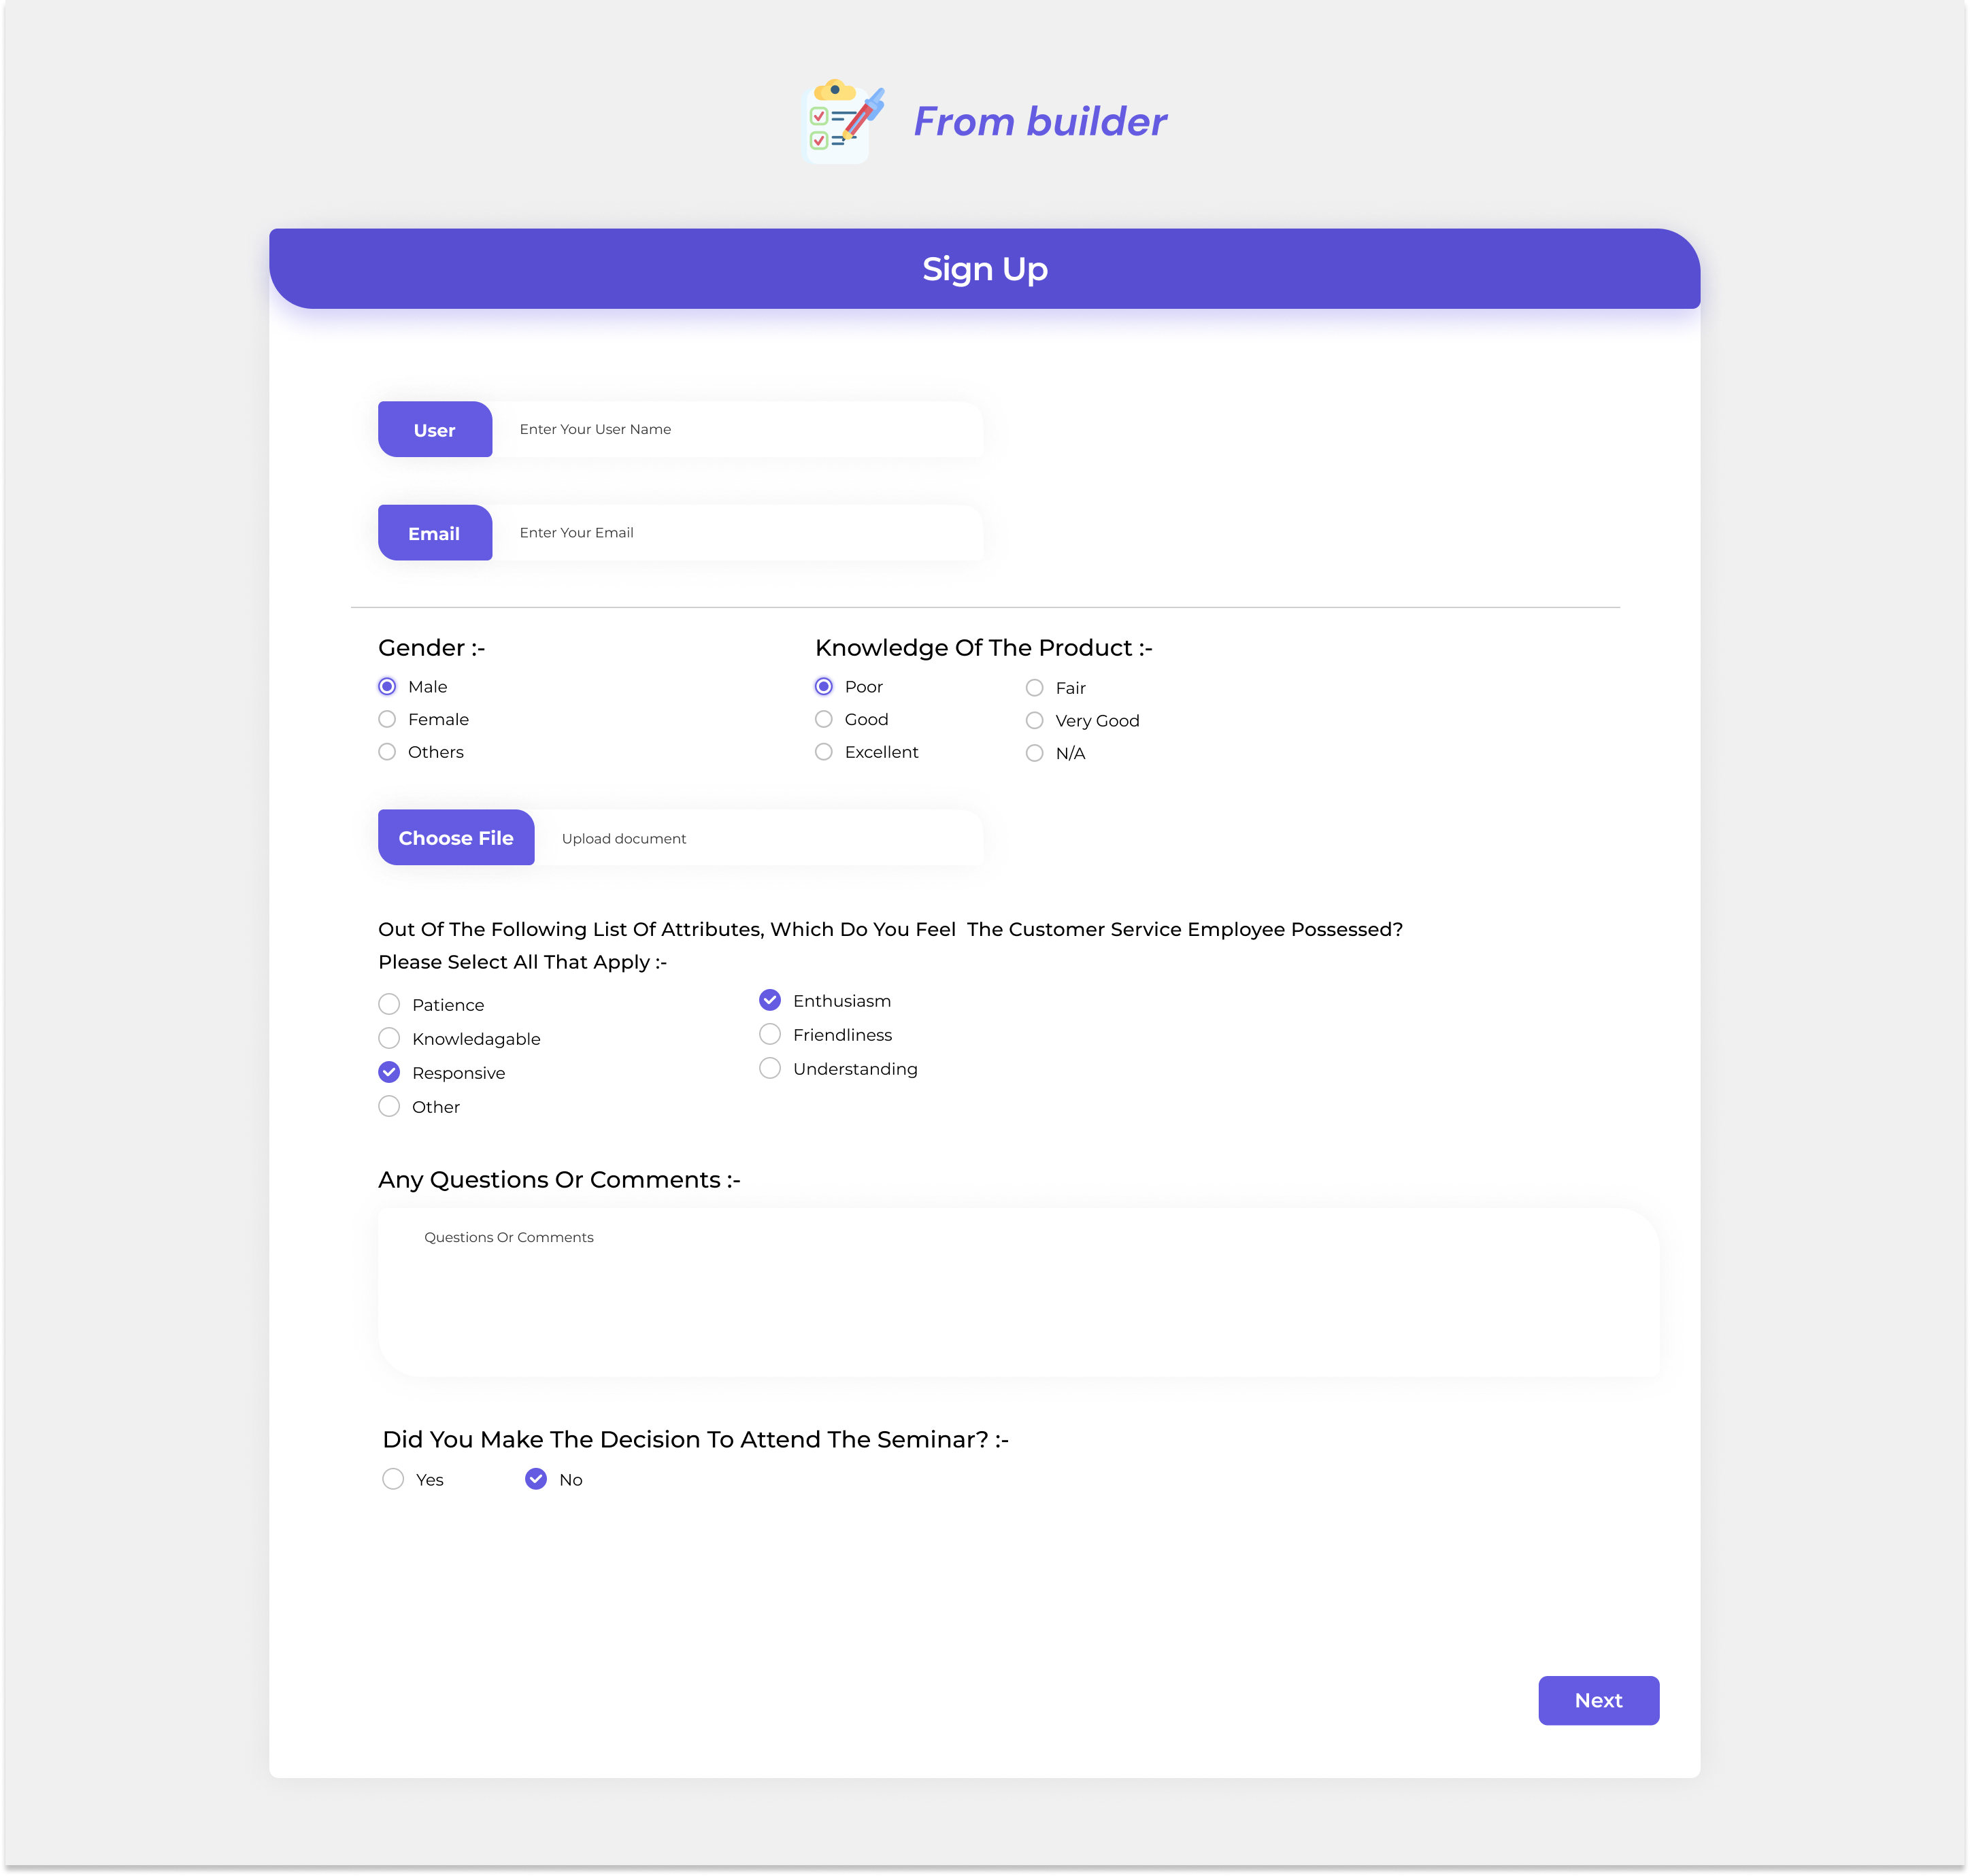 From builder
Sign Up
User
Enter Your User Name
Email
Enter Your Email
Gender :-
Male
Female
Others
Knowledge Of The Product :-
Poor
Fair
Good
Very Good
Excellent
N/A
Choose File
Upload document
Out Of The Following List Of Attributes, Which Do You Feel  The Customer Service Employee Possessed?
Please Select All That Apply :-
Patience
Knowledagable
Responsive
Other
Enthusiasm
Friendliness
Understanding
Any Questions Or Comments :-
Questions Or Comments
Did You Make The Decision To Attend The Seminar? :-
Yes
No
Next